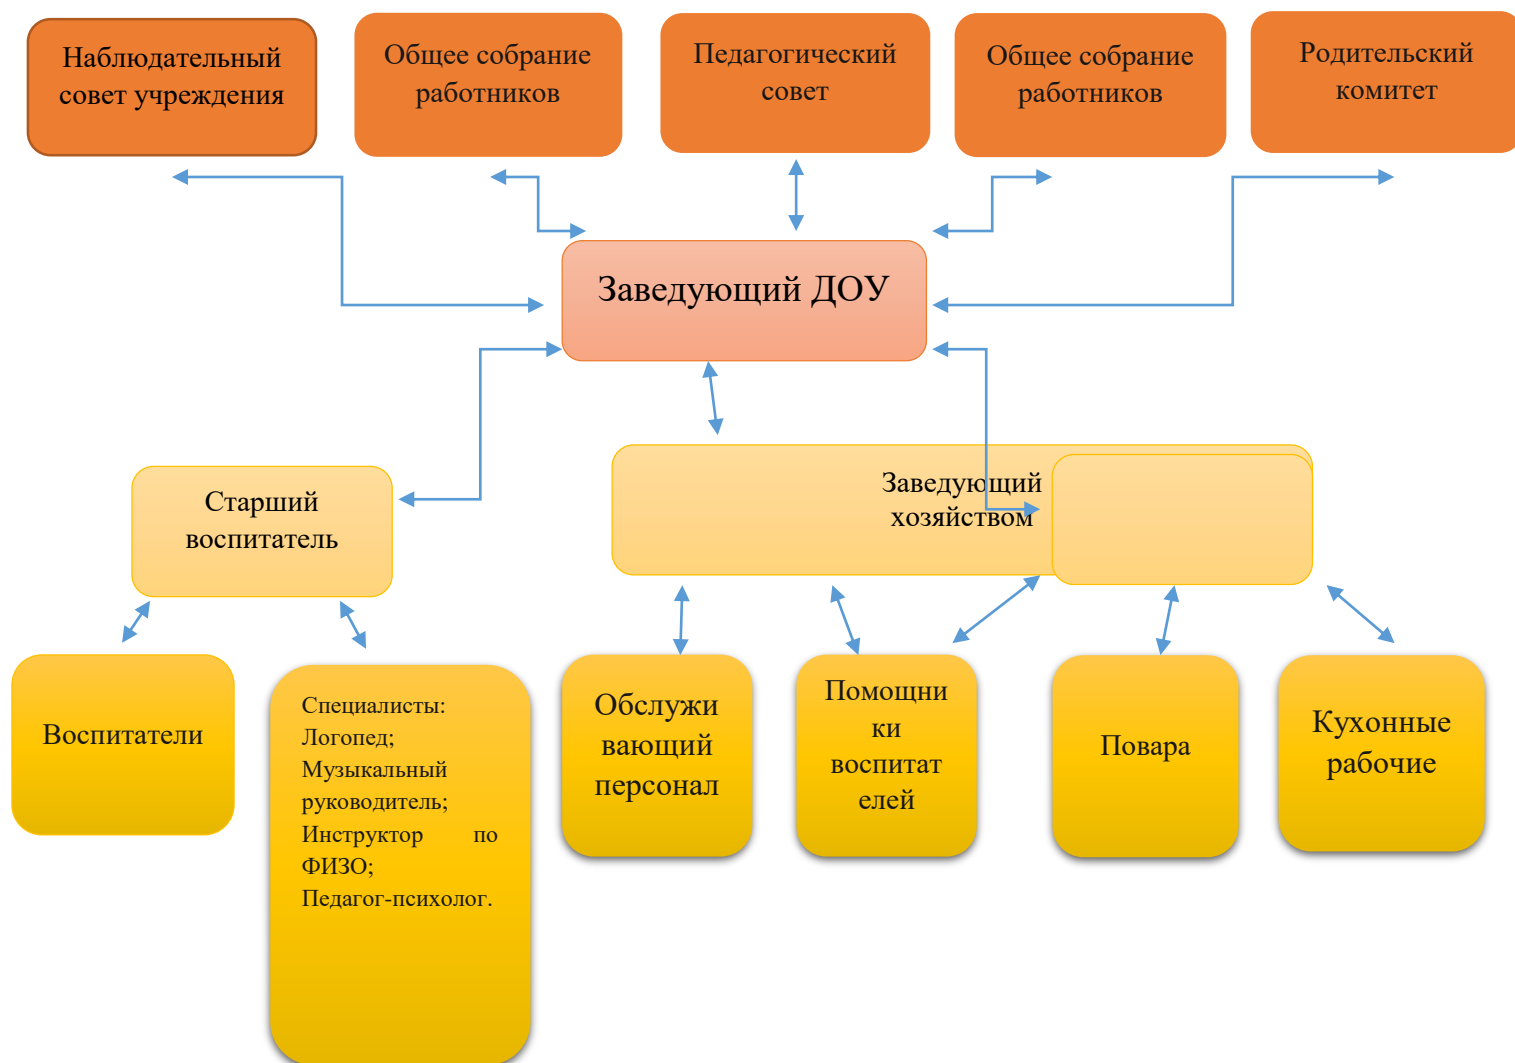 Наблюдательный
совет учреждения
Общее собрание
работников
Педагогический
совет
Общее собрание
работников
Родительский
комитет
Заведующий ДОУ
Старший
воспитатель
Заведующий
хозяйством
Воспитатели
Специалисты:
Логопед;
Музыкальный
руководитель;
Инструктор по
ФИЗО;
Педагог-психолог.
Обслужи
вающий
персонал
Помощни
ки
воспитат
елей
Повара
Кухонные
рабочие